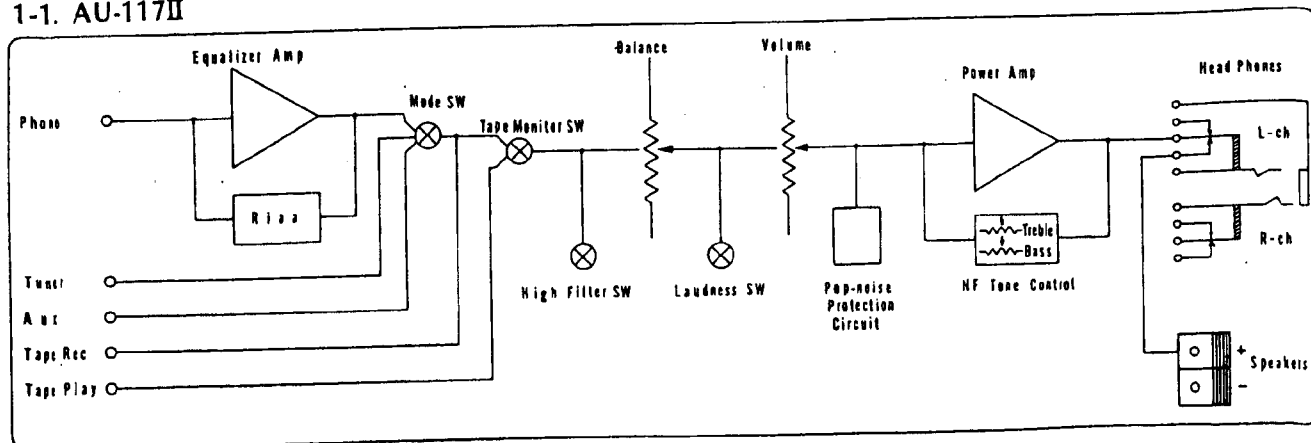 1-1. AU-117II
Equalizer Amp
Balance
Volume
Power Amp
Head Phones
Phono
Mode SW
Tape Monitor SW
L-ch
Riaa
R-ch
Treble
Bass
Tuner
High Filter SW
Laudness SW
Pop-noise
Protection
Circuit
NF Tone Control
Aux
Tape Rec
Tape Play
+
Speakers
-